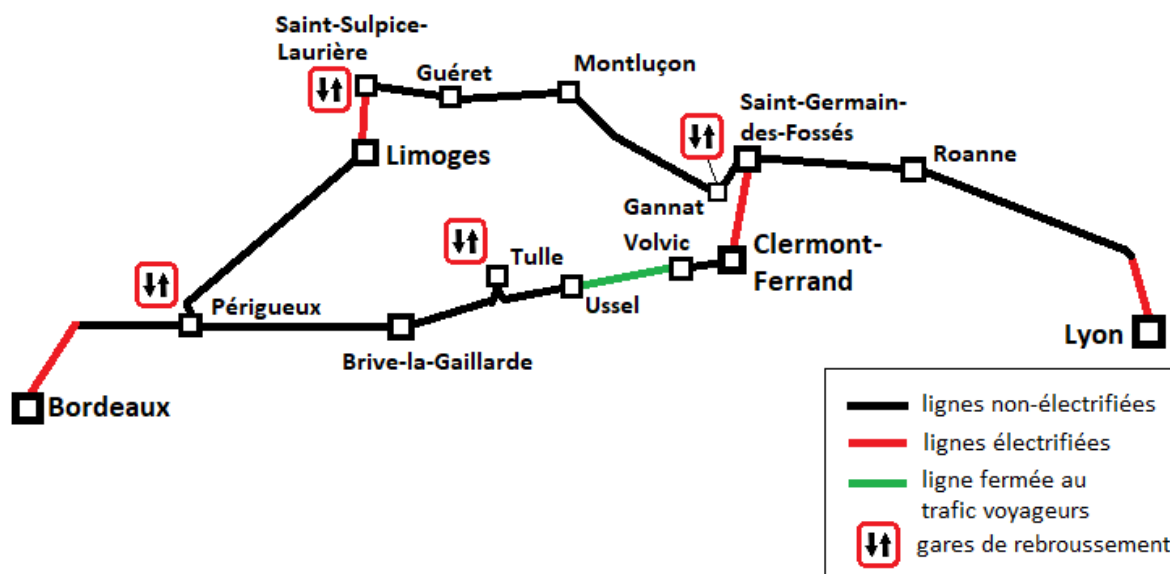 Saint-Sulpice-
Laurière
Guéret
Montluçon
Saint-Germain-
des-Fossés
Roanne
Limoges
Gannat
Volvic
Clermont-
Ferrand
Tulle
Ussel
Périgueux
Brive-la-Gaillarde
Lyon
Bordeaux
lignes non-électrifiées
lignes électrifiées
ligne fermée au
trafic voyageurs
gares de rebroussement